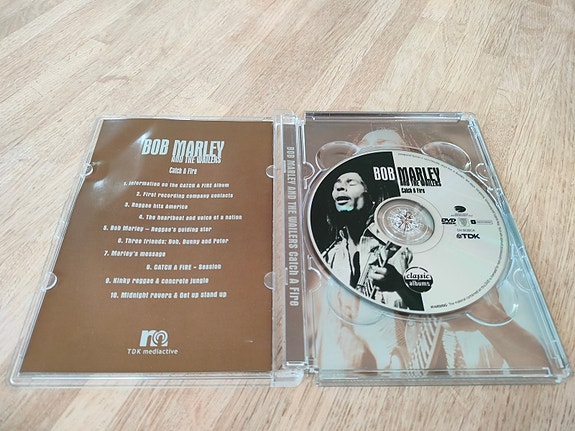 BOB MARLEY
AND THE WAILERS
Catch A Fire
1. Information on the CATCH A FIRE Album
2. First recording company contacts
3. Reggae hits America
4. The heartbeat and voice of a nation
5. Bob Marley – Reggae's guiding star
6. Three friends: Bob, Bunny and Peter
7. Marley's message
8. CATCH A FIRE – Session
9. Kinky reggae & Concrete jungle
10. Midnight ravers & Get up stand up
TDK mediactive
BOB MARLEY AND THE WAILERS Catch A Fire
BOB MARLEY
AND THE WAILERS
Catch A Fire
DVD
TDK
classic
albums